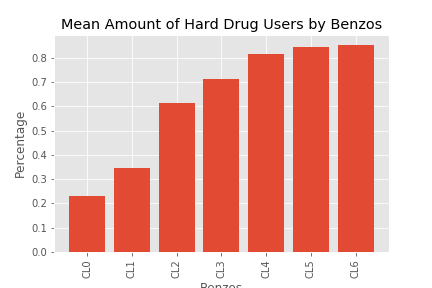 Mean Amount of Hard Drug Users by Benzos
Percentage
0.8
0.7
0.6
0.5
0.4
0.3
0.2
0.1
0.0
CL0
CL1
CL2
CL3
CL4
CL5
CL6
Benzos